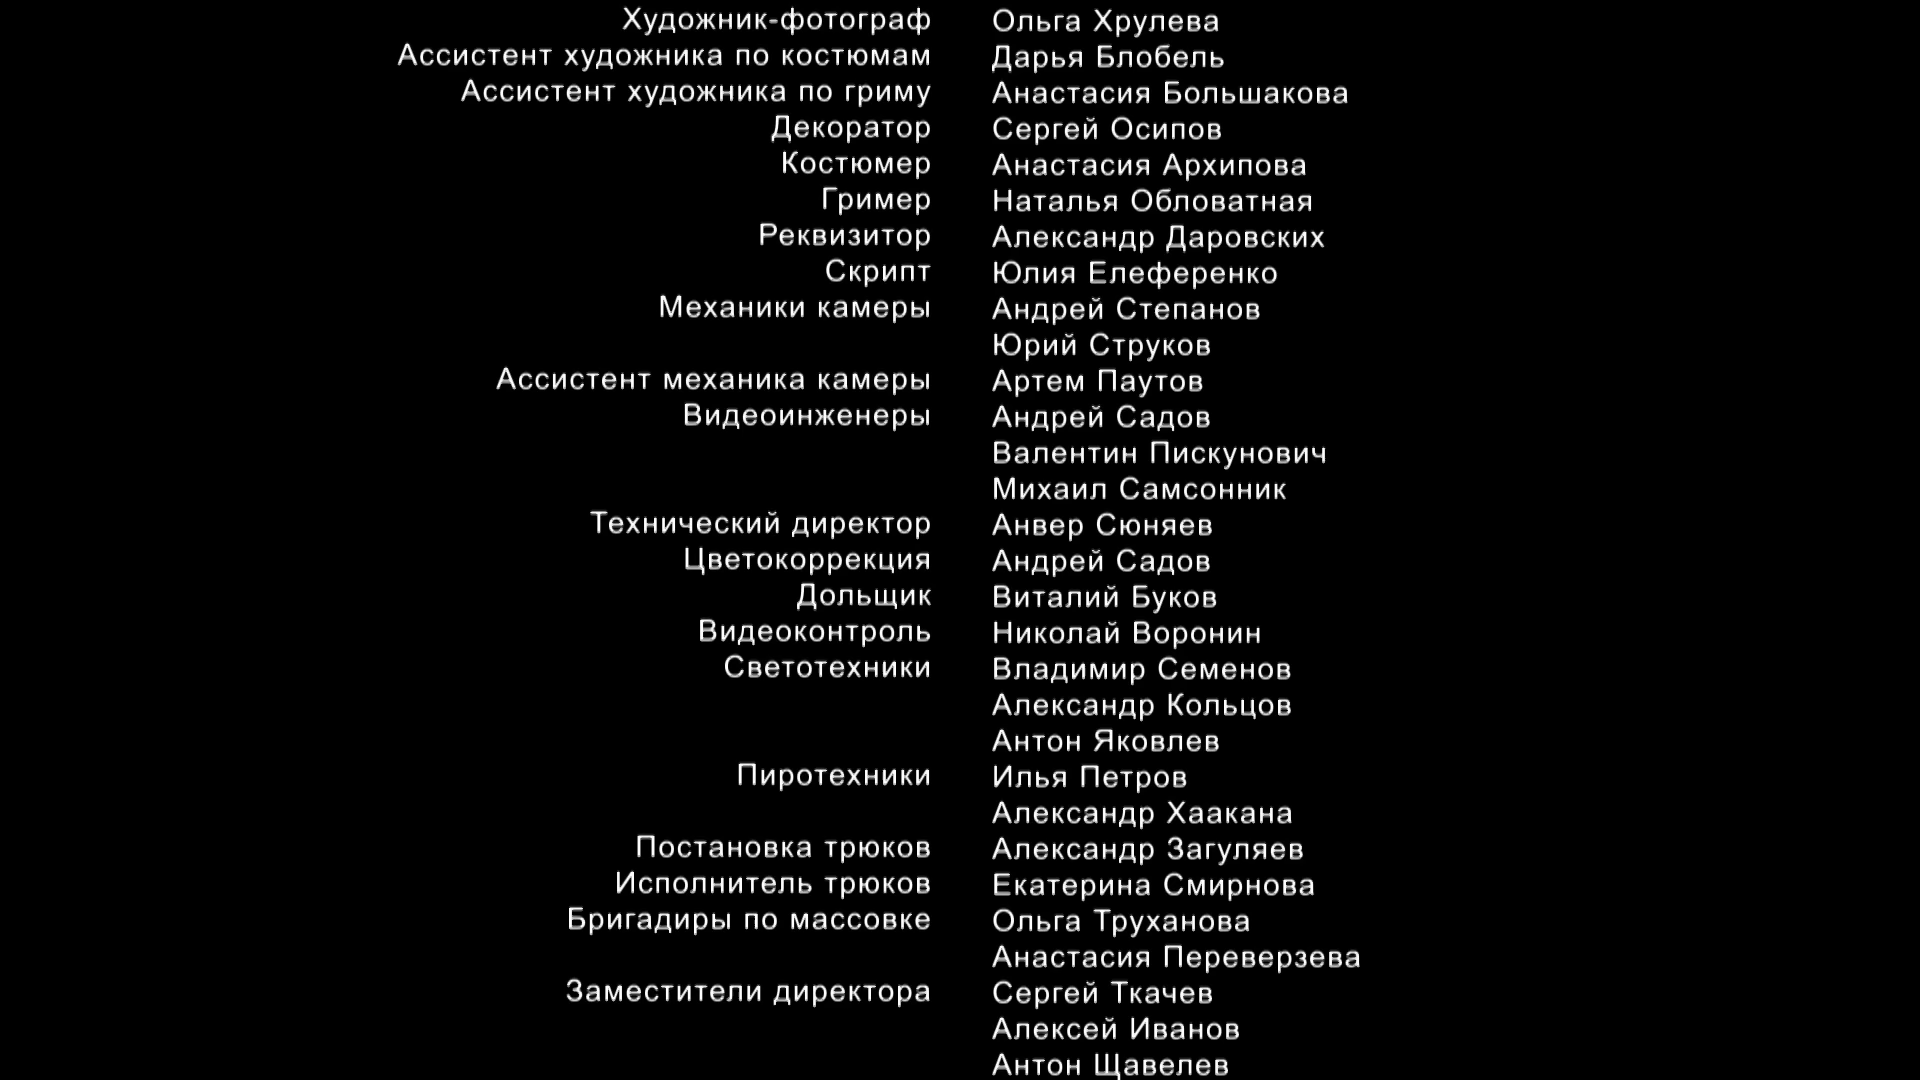 Художник-фотограф Ольга Хрулева
Ассистент художника по костюмам Дарья Блобель
Ассистент художника по гриму Анастасия Большакова
Декоратор Сергей Осипов
Костюмер Анастасия Архипова
Гример Наталья Обловатная
Реквизитор Александр Даровских
Скрипт Юлия Елеференко
Механики камеры Андрей Степанов
Юрий Струков
Ассистент механика камеры Артем Паутов
Видеоинженеры Андрей Садов
Валентин Пискунович
Михаил Самсонник
Технический директор Анвер Сюняев
Цветокоррекция Андрей Садов
Дольщик Виталий Буков
Видеоконтроль Николай Воронин
Светотехники Владимир Семенов
Александр Кольцов
Антон Яковлев
Пиротехники Илья Петров
Александр Хаакана
Постановка трюков Александр Загуляев
Исполнитель трюков Екатерина Смирнова
Бригадиры по массовке Ольга Труханова
Анастасия Переверзева
Заместители директора Сергей Ткачев
Алексей Иванов
Антон Щавелев